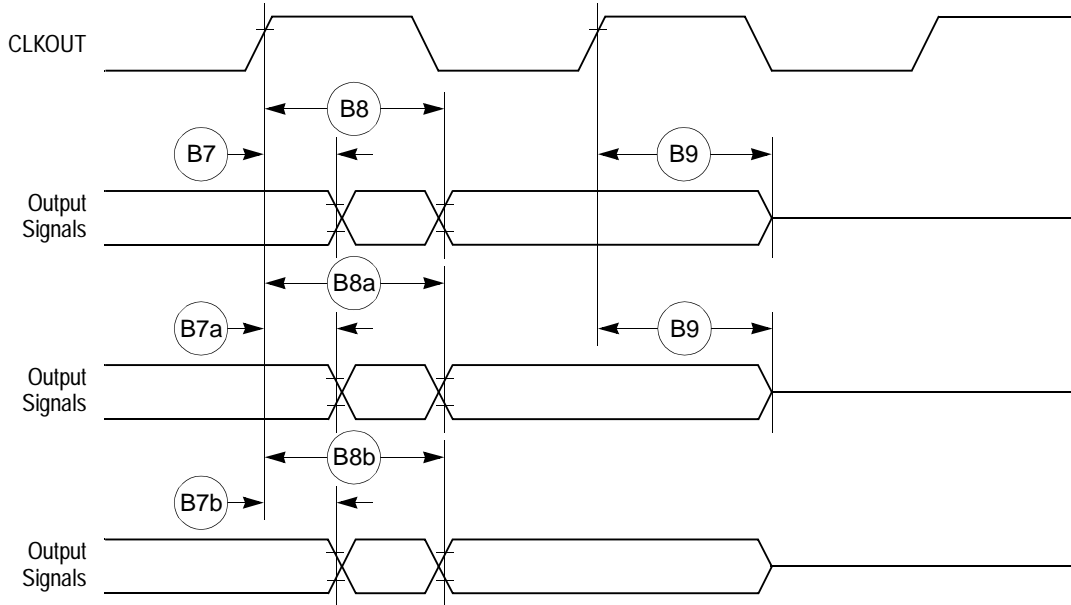 CLKOUT
B8
B7
B9
Output
Signals
B8a
B7a
B9
Output
Signals
B8b
B7b
Output
Signals